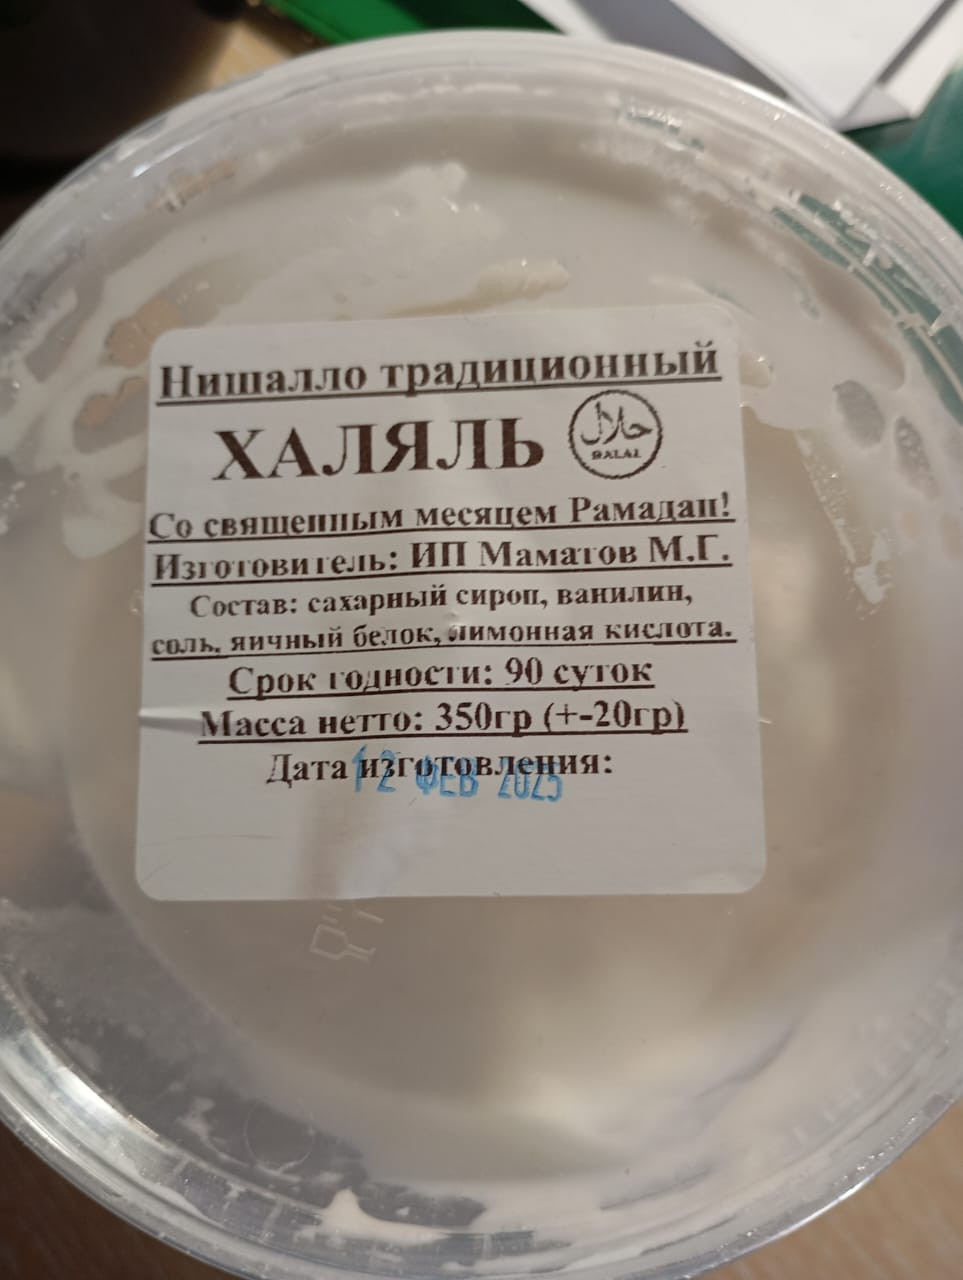 Нишалло традиционный
ХАЛЯЛЬ
حلال
HALAL
Со священным месяцем Рамадан!
Изготовитель: ИП Маматов М.Г.
Состав: сахарный сироп, ванилин,
соль, яичный белок, лимонная кислота.
Срок годности: 90 суток
Масса нетто: 350гр (+-20гр)
Дата изготовления:
12 ФЕВ 2025